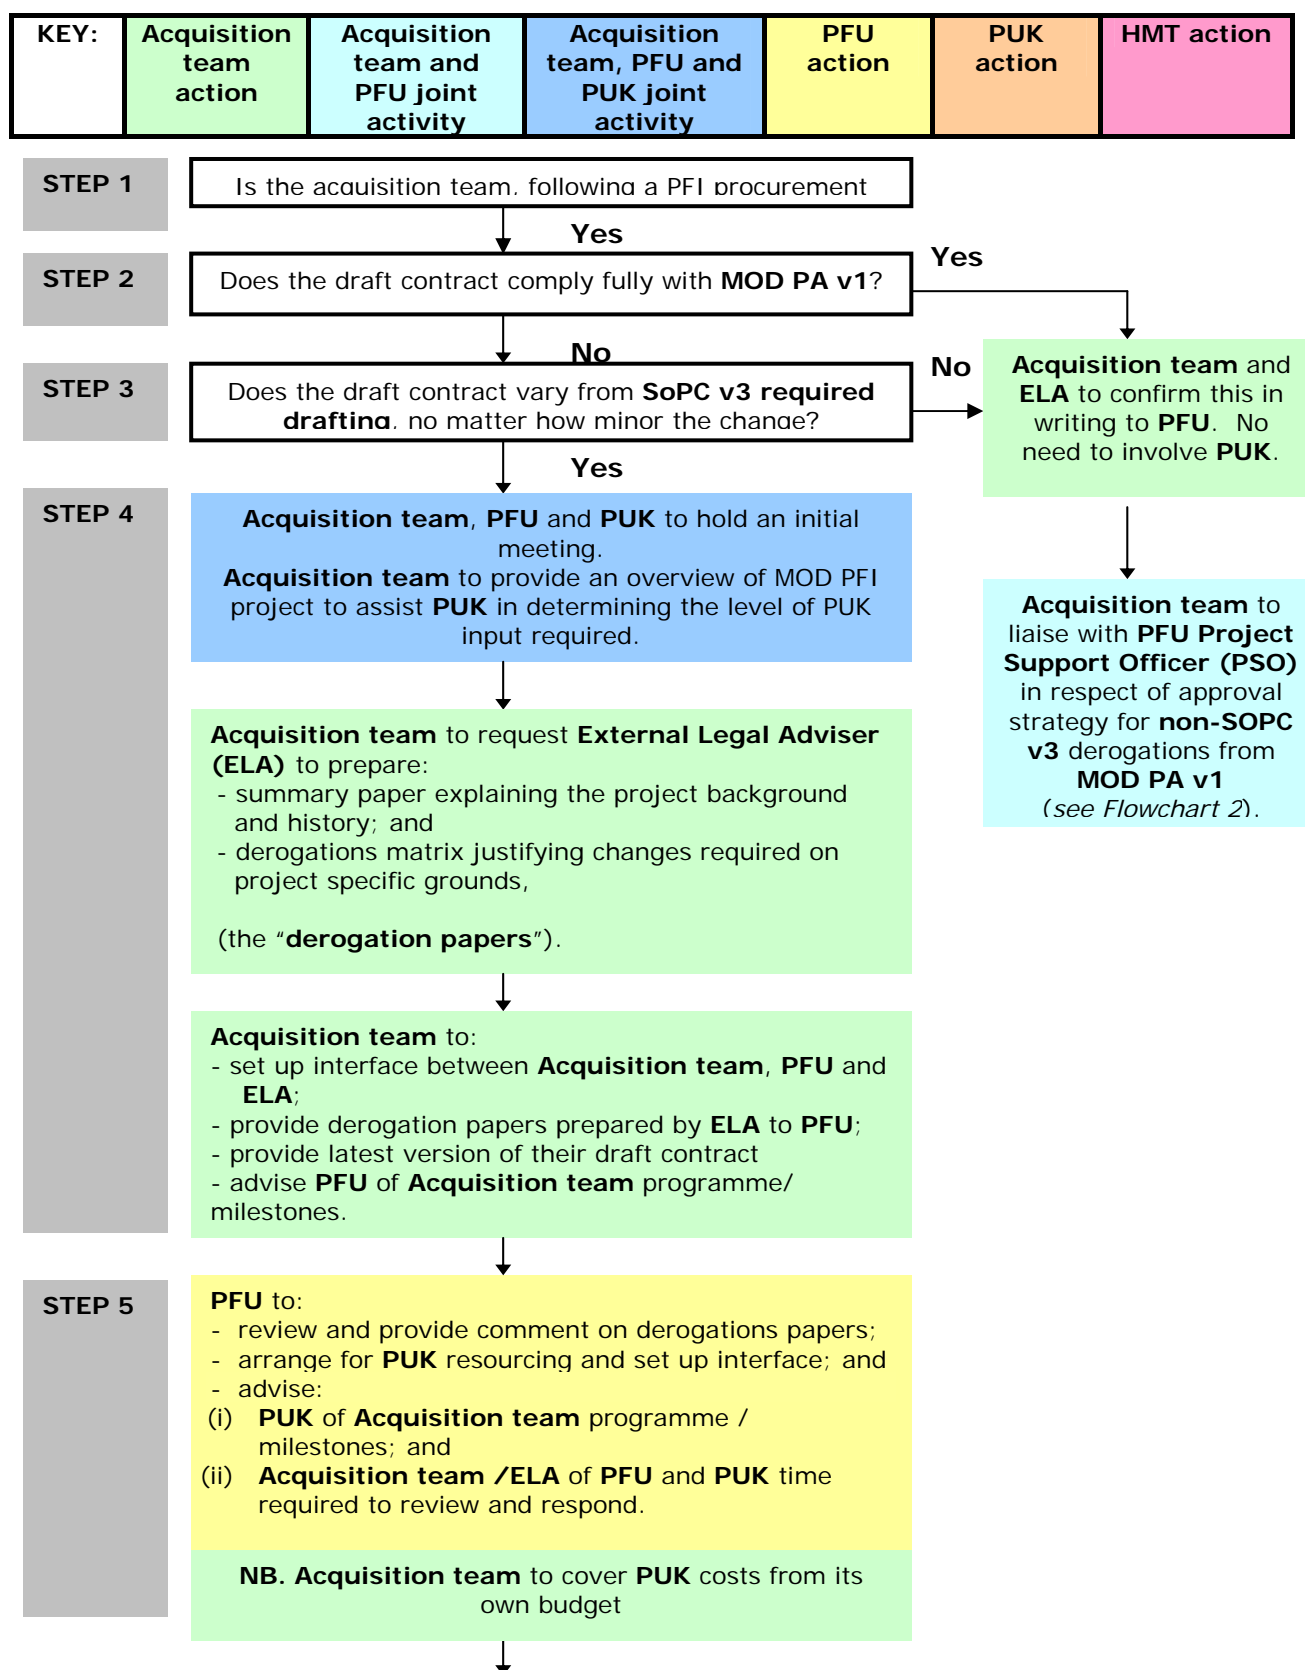 KEY:
Acquisition
team
action
Acquisition
team and
PFU joint
activity
Acquisition
team, PFU and
PUK joint
activity
PFU
action
PUK
action
HMT action
STEP 1
Is the acquisition team, following a PFI procurement
Yes
STEP 2
Does the draft contract comply fully with MOD PA v1?
Yes
No
STEP 3
Does the draft contract vary from SoPC v3 required
drafting, no matter how minor the change?
No
Acquisition team and
ELA to confirm this in
writing to PFU. No
need to involve PUK.
Yes
STEP 4
Acquisition team, PFU and PUK to hold an initial
meeting.
Acquisition team to provide an overview of MOD PFI
project to assist PUK in determining the level of PUK
input required.
Acquisition team to
liaise with PFU Project
Support Officer (PSO)
in respect of approval
strategy for non-SOPC
v3 derogations from
MOD PA v1
(see Flowchart 2).
Acquisition team to request External Legal Adviser
(ELA) to prepare:
- summary paper explaining the project background
and history; and
- derogations matrix justifying changes required on
project specific grounds,
(the “derogation papers”).
Acquisition team to:
- set up interface between Acquisition team, PFU and
ELA;
- provide derogation papers prepared by ELA to PFU;
- provide latest version of their draft contract
- advise PFU of Acquisition team programme/
milestones.
STEP 5
PFU to:
- review and provide comment on derogations papers;
- arrange for PUK resourcing and set up interface; and
- advise:
(i) PUK of Acquisition team programme /
milestones; and
(ii) Acquisition team /ELA of PFU and PUK time
required to review and respond.
NB. Acquisition team to cover PUK costs from its
own budget